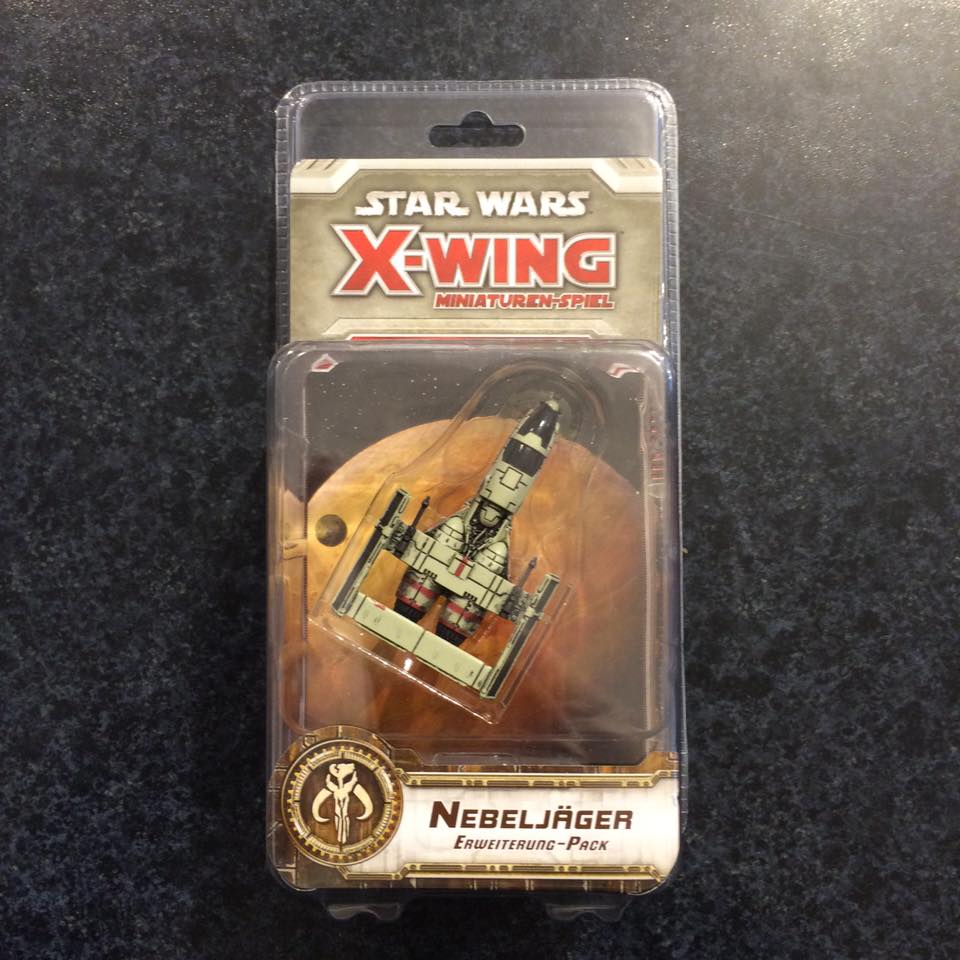 STAR WARS
X-WING
MINIATUREN-SPIEL
NEBELJÄGER
ERWEITERUNG-PACK